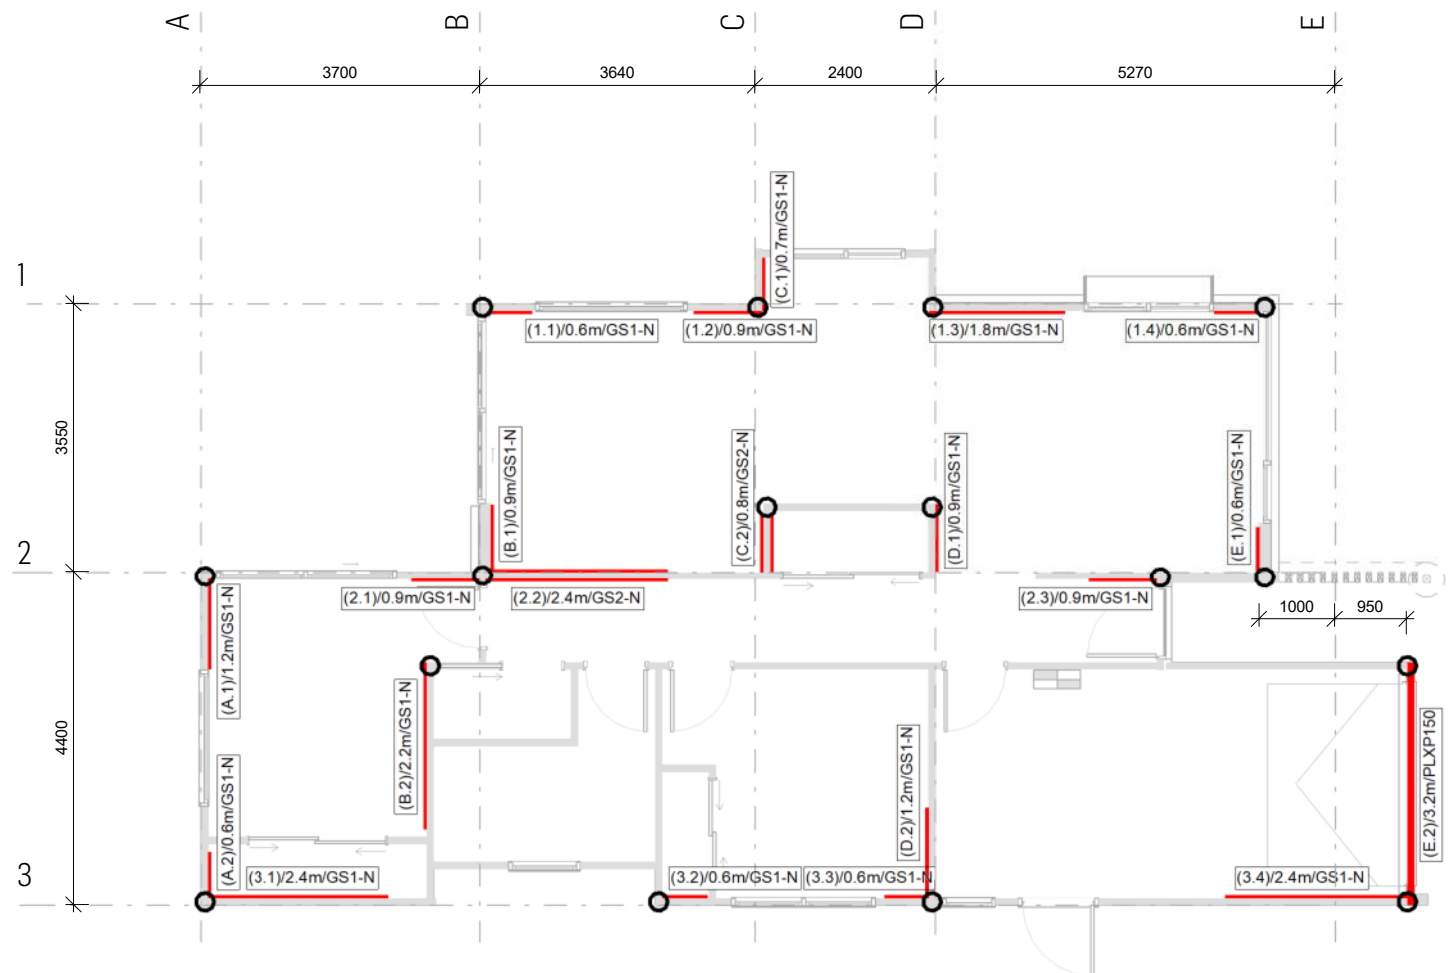 A
B
C
D
E
3700
3640
2400
5270
1
(C.1)/0.7m/GS1-N
(1.1)/0.6m/GS1-N
(1.2)/0.9m/GS1-N
(1.3)/1.8m/GS1-N
(1.4)/0.6m/GS1-N
3550
(B.1)/0.9m/GS1-N
(C.2)/0.8m/GS2-N
(D.1)/0.9m/GS1-N
(E.1)/0.6m/GS1-N
2
(2.1)/0.9m/GS1-N
(2.2)/2.4m/GS2-N
(2.3)/0.9m/GS1-N
1000
950
(A.1)/1.2m/GS1-N
4400
(B.2)/2.2m/GS1-N
(D.2)/1.2m/GS1-N
(E.2)/3.2m/PLXP150
(A.2)/0.6m/GS1-N
3
(3.1)/2.4m/GS1-N
(3.2)/0.6m/GS1-N
(3.3)/0.6m/GS1-N
(3.4)/2.4m/GS1-N